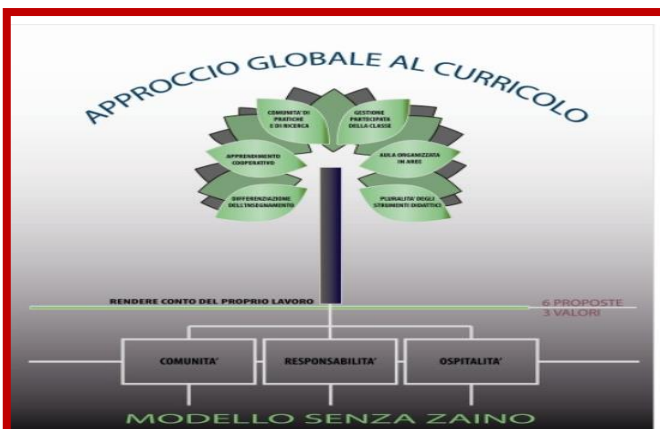 APPROCCIO GLOBALE AL CURRICOLO
COMUNITA' DI
PRATICHE
E DI RICERCA
GESTIONE
PARTECIPATA
DELLA CLASSE
APPRENDIMENTO
COOPERATIVO
AULA ORGANIZZATA
IN AREE
DIFFERENZIAZIONE
DELL'INSEGNAMENTO
PLURALITA' DEGLI
STRUMENTI DIDATTICI
RENDERE CONTO DEL PROPRIO LAVORO
6 PROPOSTE
3 VALORI
COMUNITA'
RESPONSABILITA'
OSPITALITA'
MODELLO SENZA ZAINO